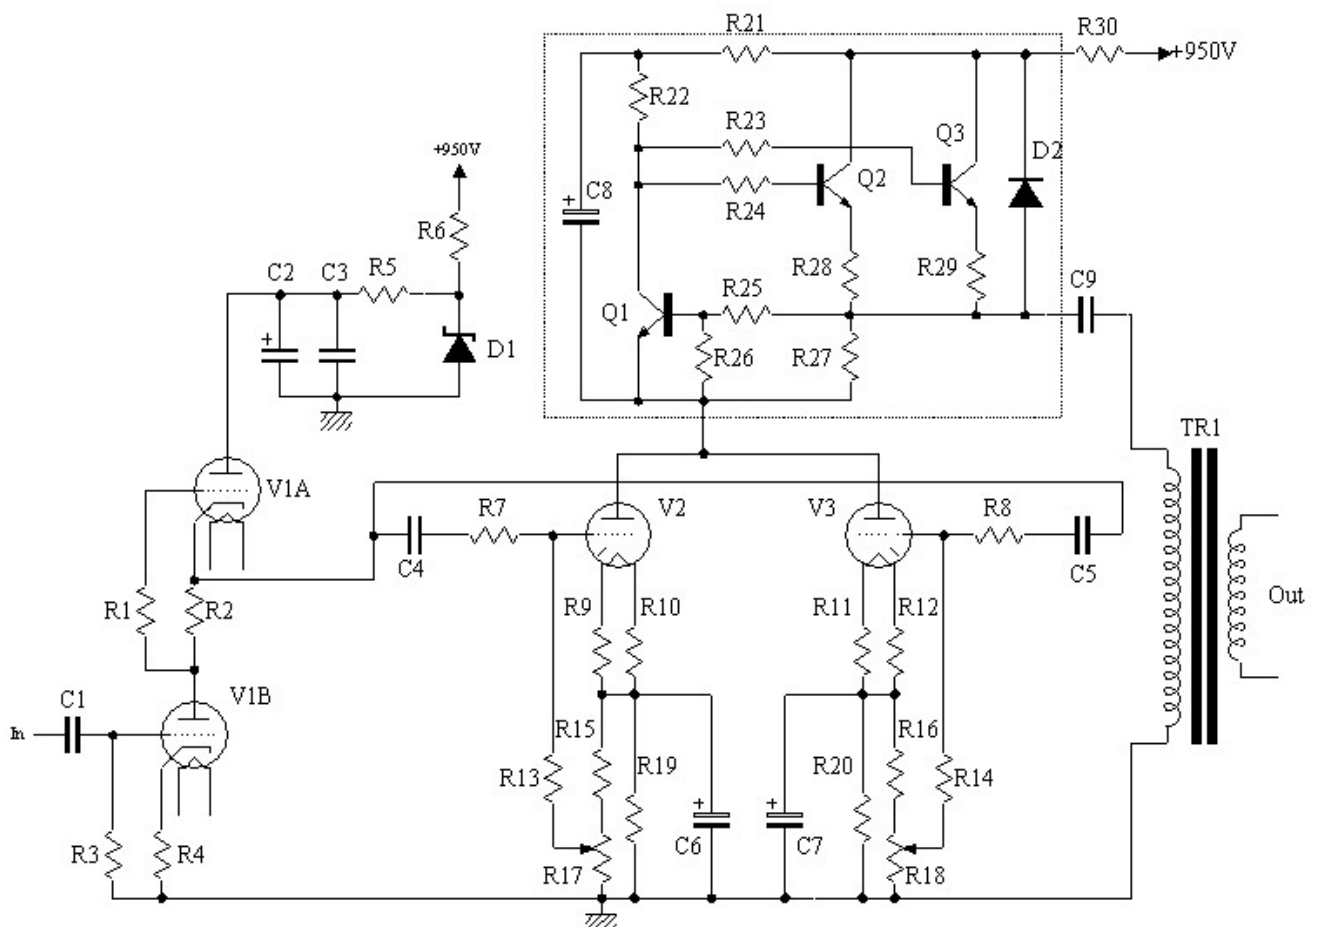 R21
R30
+950V
R22
R23
Q3
D2
+950V
C8
Q2
R24
R6
R28
R29
C2
C3
R5
C9
R25
Q1
D1
R26
R27
TR1
V1A
R7
V2
V3
R8
C4
C5
R1
R2
R9
R10
R11
R12
Out
V1B
C1
In
R15
R16
R13
R19
R20
R14
R3
R4
C6
C7
R17
R18
+
+
+
+